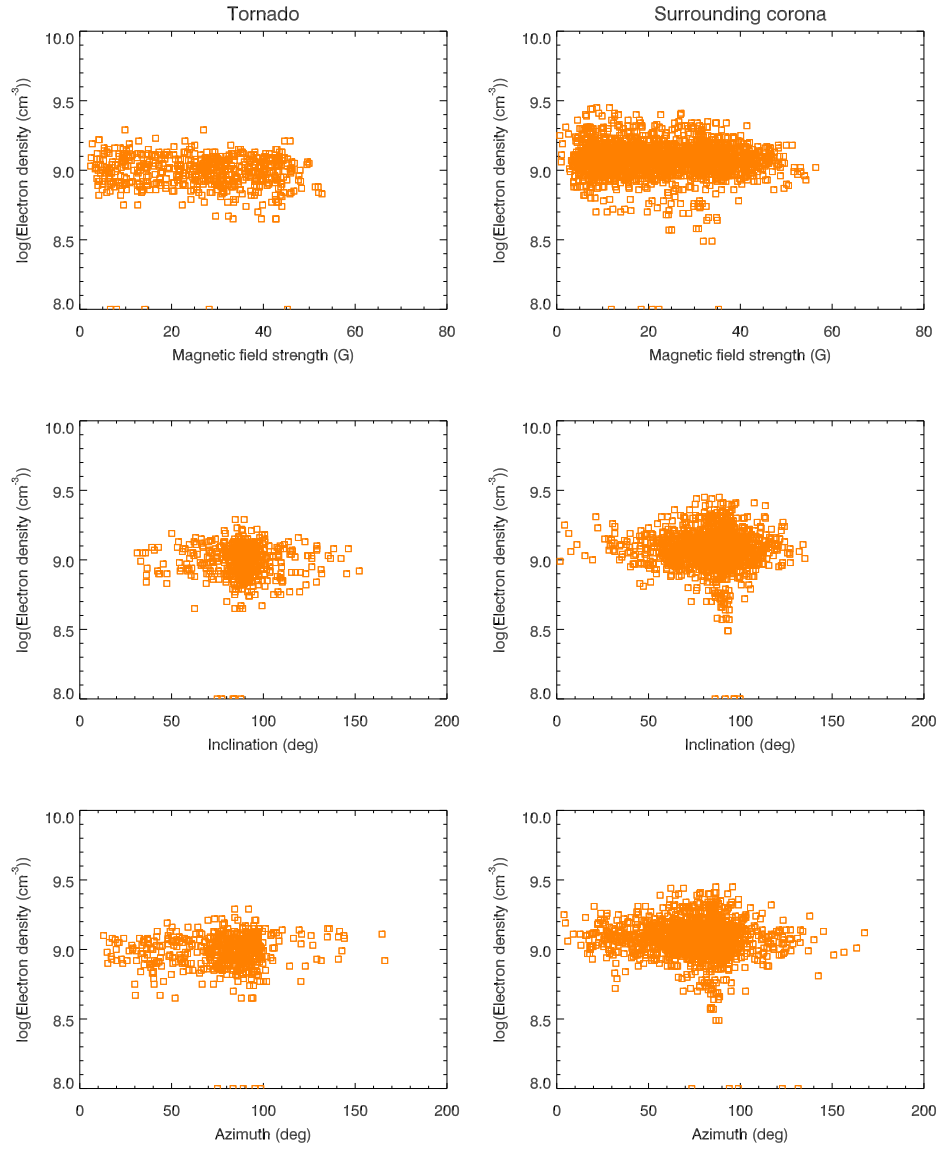 Tornado
Surrounding corona
10.0
9.5
9.0
8.5
8.0
log(Electron density (cm-3))
0 20 40 60 80
Magnetic field strength (G)
10.0
9.5
9.0
8.5
8.0
log(Electron density (cm-3))
0 20 40 60 80
Magnetic field strength (G)
10.0
9.5
9.0
8.5
8.0
log(Electron density (cm-3))
0 50 100 150 200
Inclination (deg)
10.0
9.5
9.0
8.5
8.0
log(Electron density (cm-3))
0 50 100 150 200
Inclination (deg)
10.0
9.5
9.0
8.5
8.0
log(Electron density (cm-3))
0 50 100 150 200
Azimuth (deg)
10.0
9.5
9.0
8.5
8.0
log(Electron density (cm-3))
0 50 100 150 200
Azimuth (deg)